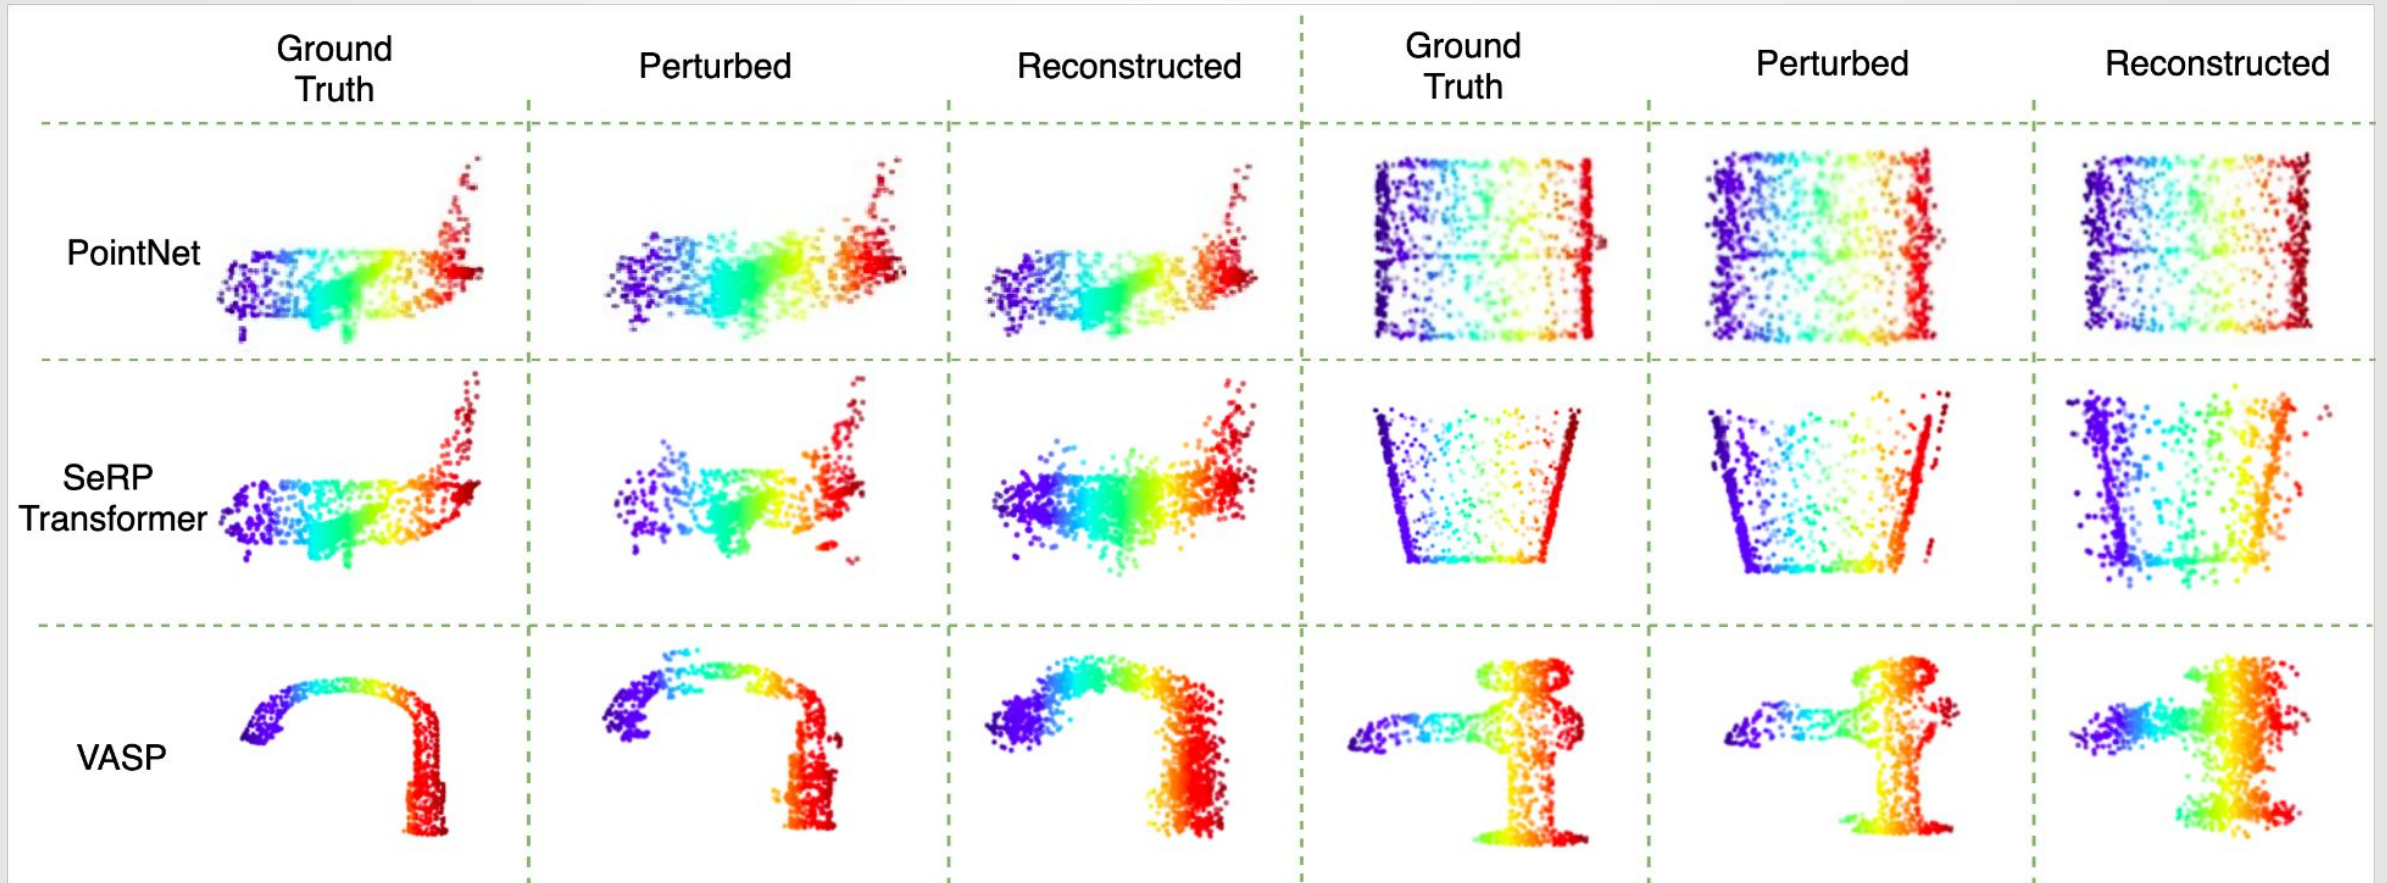 Ground
Truth
Perturbed
Reconstructed
Ground
Truth
Perturbed
Reconstructed
PointNet
SeRP
Transformer
VASP